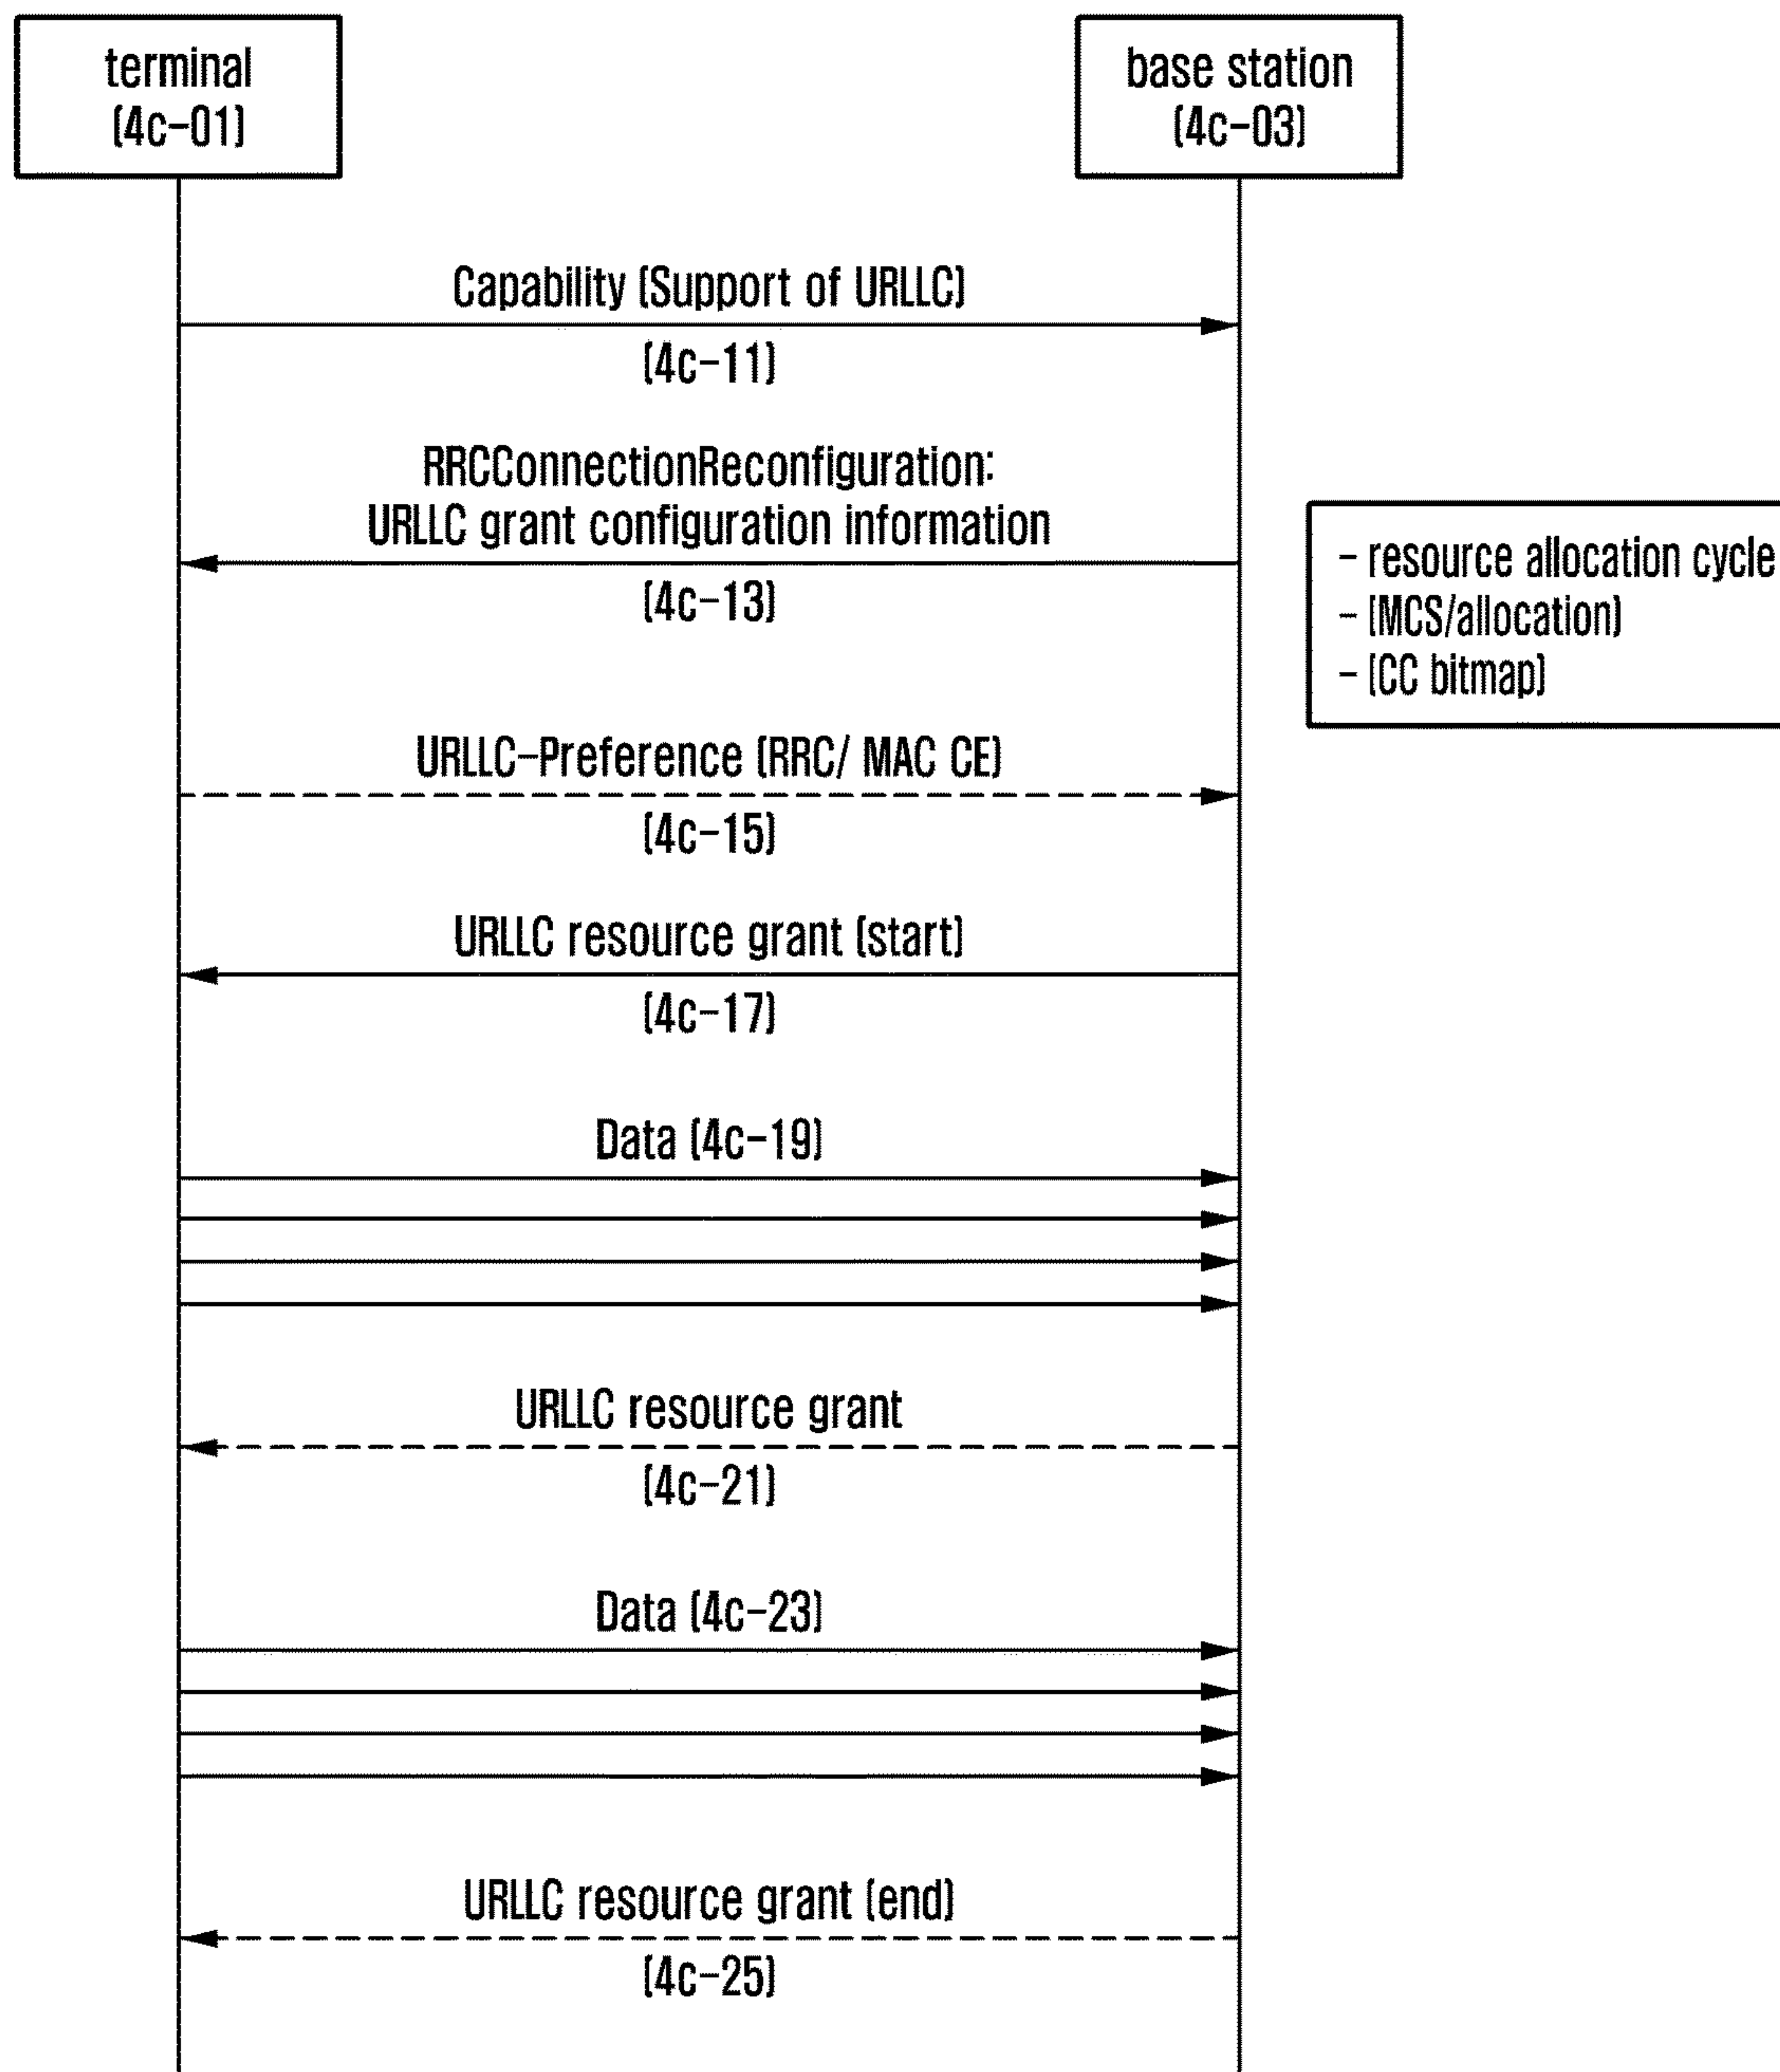 terminal
(4c-01)
base station
(4c-03)
Capability (Support of URLLC)
(4c-11)
RRCConnectionReconfiguration:
URLLC grant configuration information
(4c-13)
- resource allocation cycle
- (MCS/allocation)
- (CC bitmap)
URLLC-Preference (RRC/ MAC CE)
(4c-15)
URLLC resource grant (start)
(4c-17)
Data (4c-19)
URLLC resource grant
(4c-21)
Data (4c-23)
URLLC resource grant (end)
(4c-25)